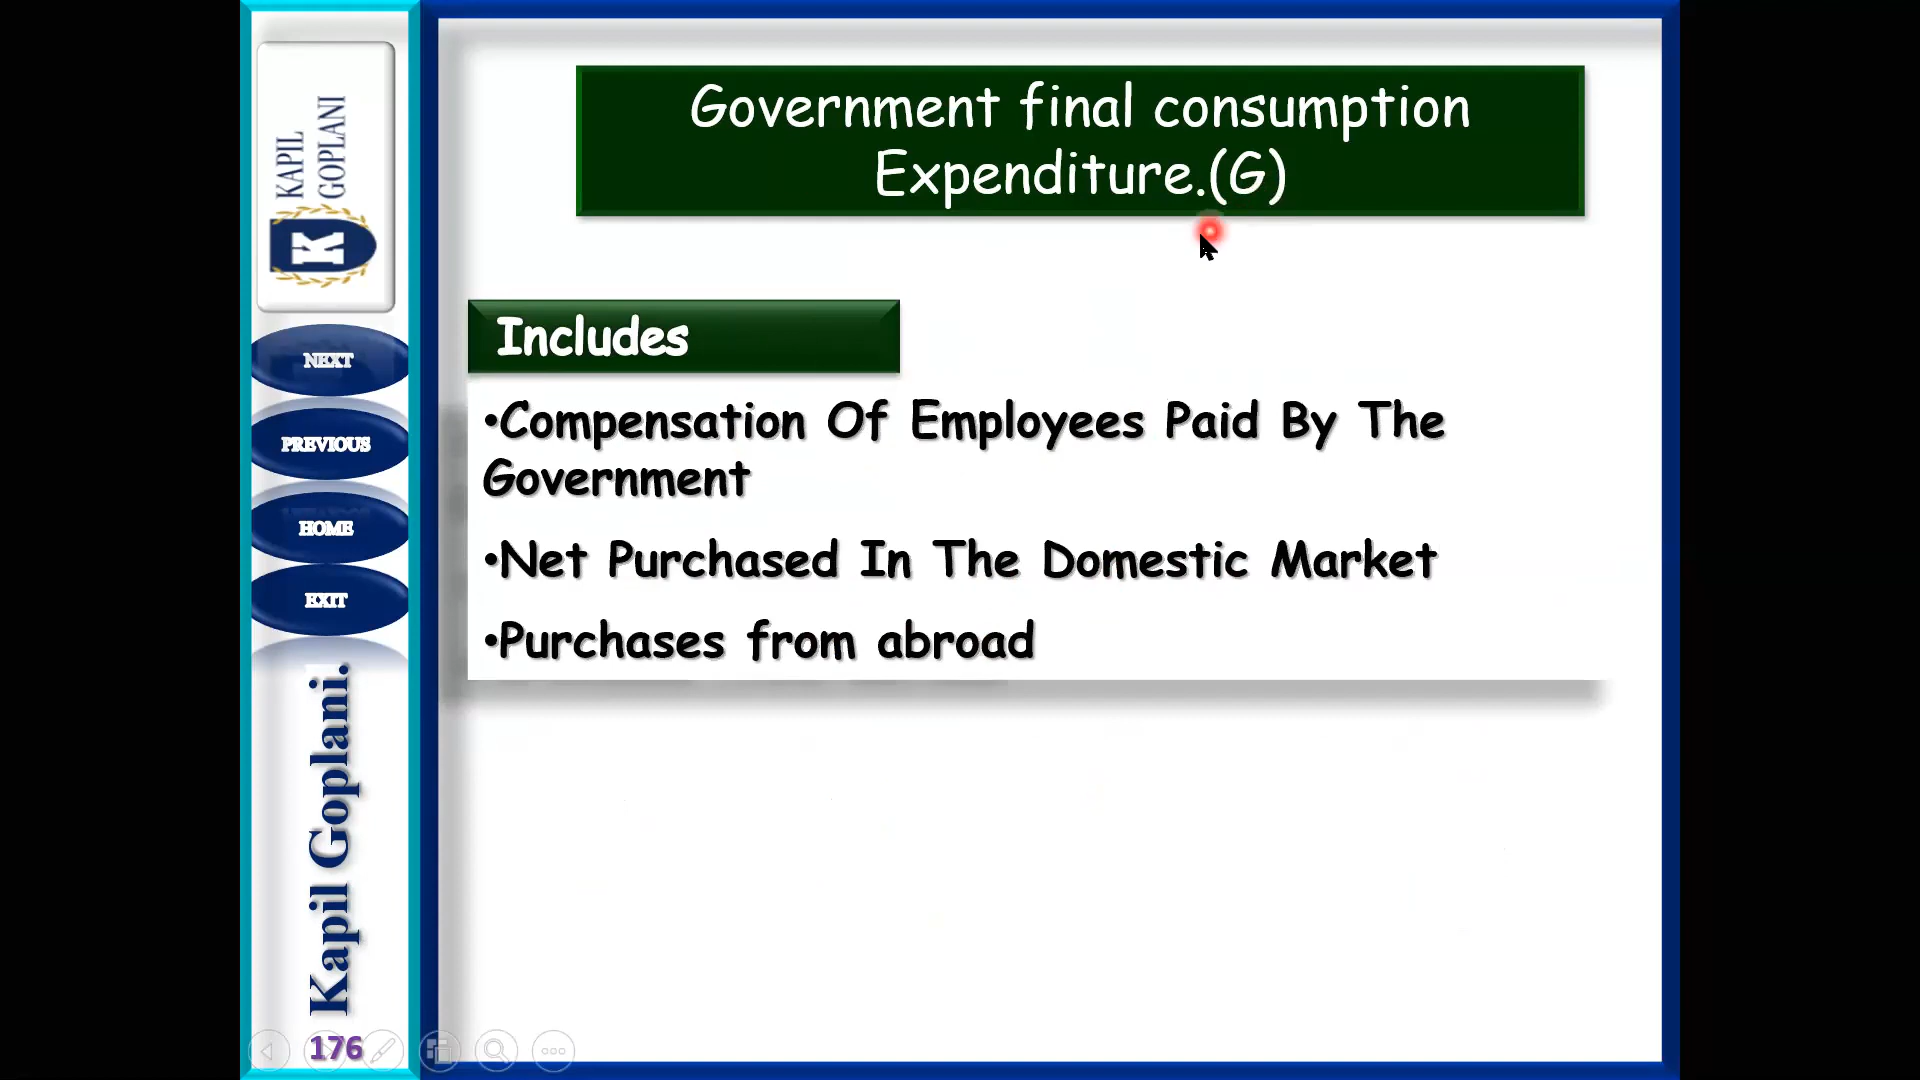 KAPIL
GOPLANI
K
NEXT
PREVIOUS
HOME
EXIT
Kapil Goplani.
176
Government final consumption
Expenditure.(G)
Includes
•Compensation Of Employees Paid By The
Government
•Net Purchased In The Domestic Market
•Purchases from abroad